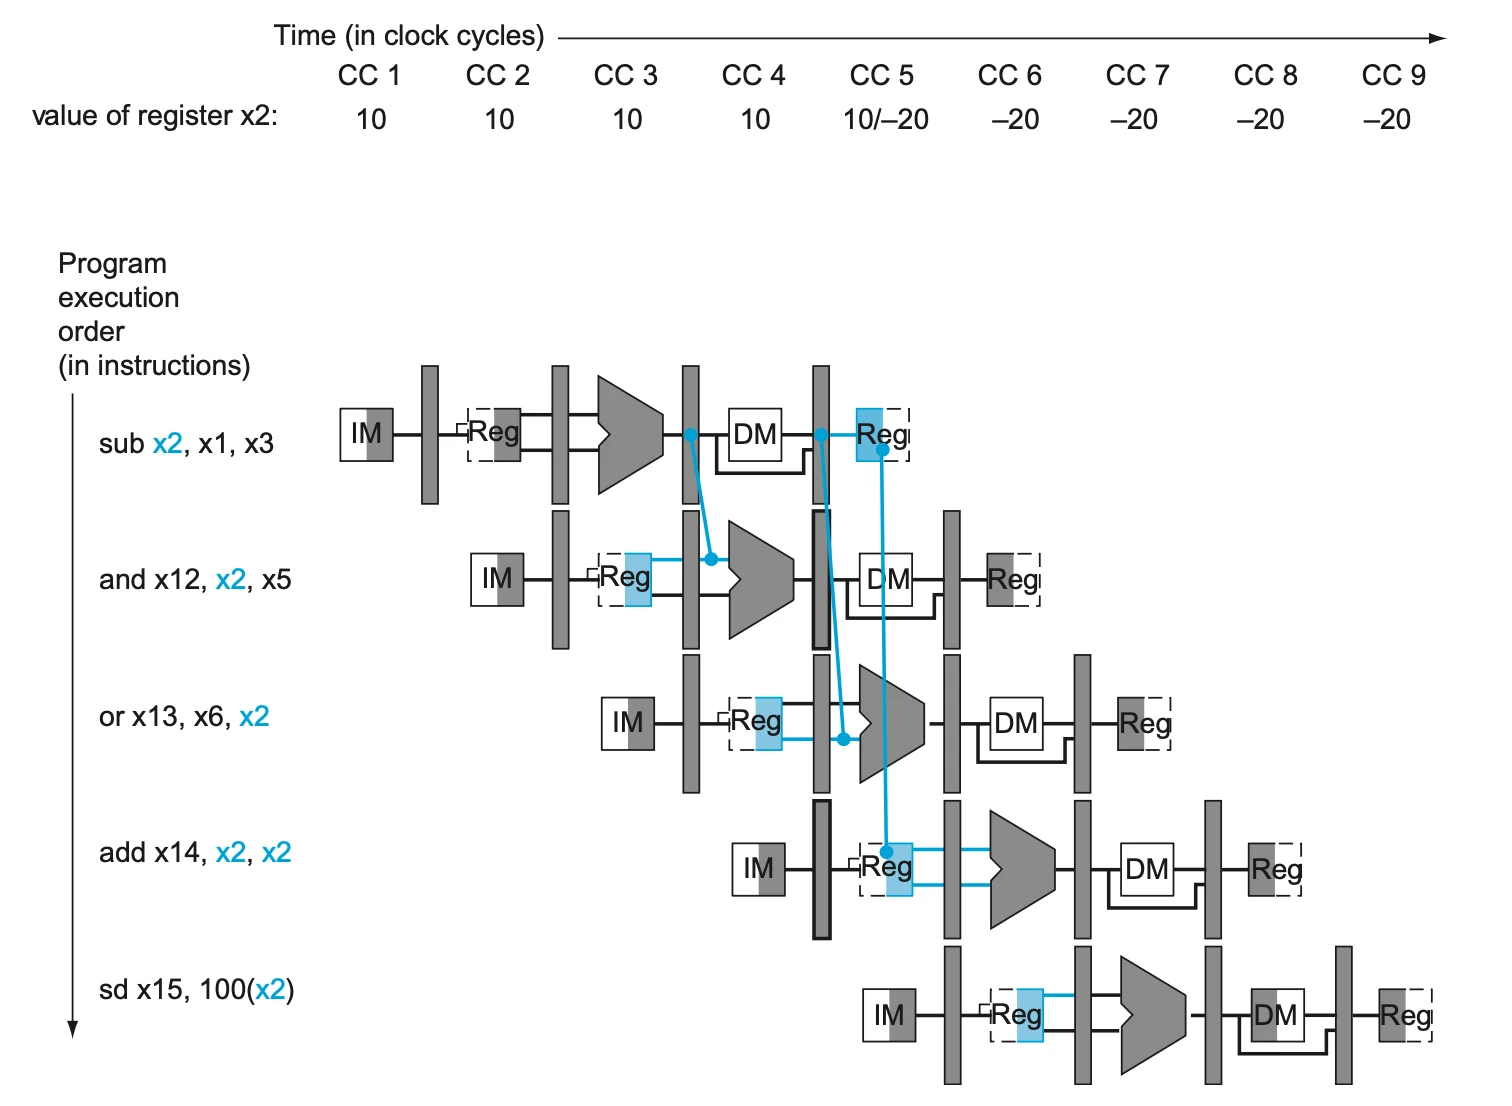 Time (in clock cycles)
CC 1 CC 2 CC 3 CC 4 CC 5 CC 6 CC 7 CC 8 CC 9
value of register x2: 10 10 10 10 10/–20 –20 –20 –20 –20
Program
execution
order
(in instructions)
sub x2, x1, x3 IM Reg DM Reg
and x12, x2, x5 IM Reg DM Reg
or x13, x6, x2 IM Reg DM Reg
add x14, x2, x2 IM Reg DM Reg
sd x15, 100(x2) IM Reg DM Reg